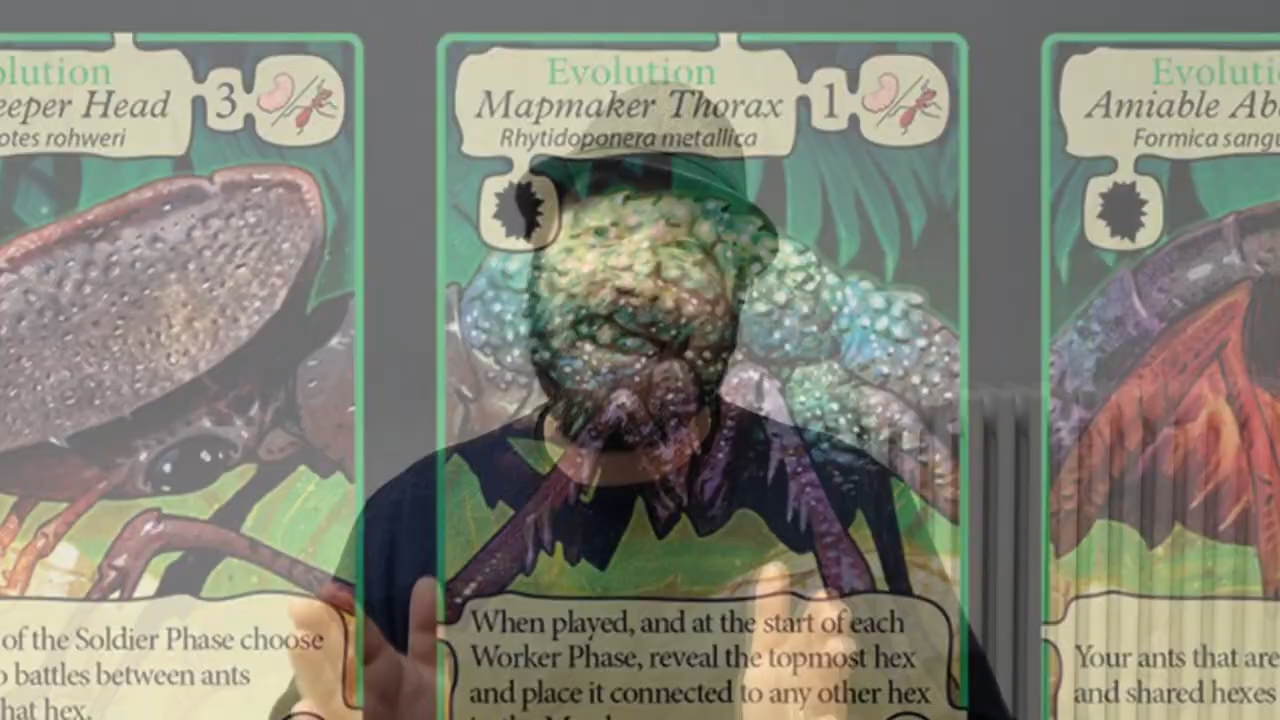 olution
eeper Head
3
otes rohweri
of the Soldier Phase choose
battles between ants
hat hex.
Evolution
Mapmaker Thorax
1
Rhytidoponera metallica
When played, and at the start of each
Worker Phase, reveal the topmost hex
and place it connected to any other hex
Evoluti
Amiable Ab
Formica sangu
Your ants that are
and shared hexes